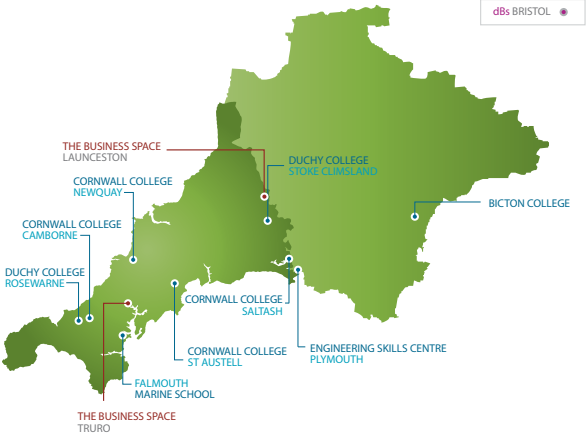 dBs BRISTOL
THE BUSINESS SPACE
LAUNCESTON
DUCHY COLLEGE
STOKE CLIMSLAND
CORNWALL COLLEGE
NEWQUAY
BICTON COLLEGE
CORNWALL COLLEGE
CAMBORNE
DUCHY COLLEGE
ROSEWARNE
CORNWALL COLLEGE
SALTASH
CORNWALL COLLEGE
ST AUSTELL
ENGINEERING SKILLS CENTRE
PLYMOUTH
FALMOUTH
MARINE SCHOOL
THE BUSINESS SPACE
TRURO